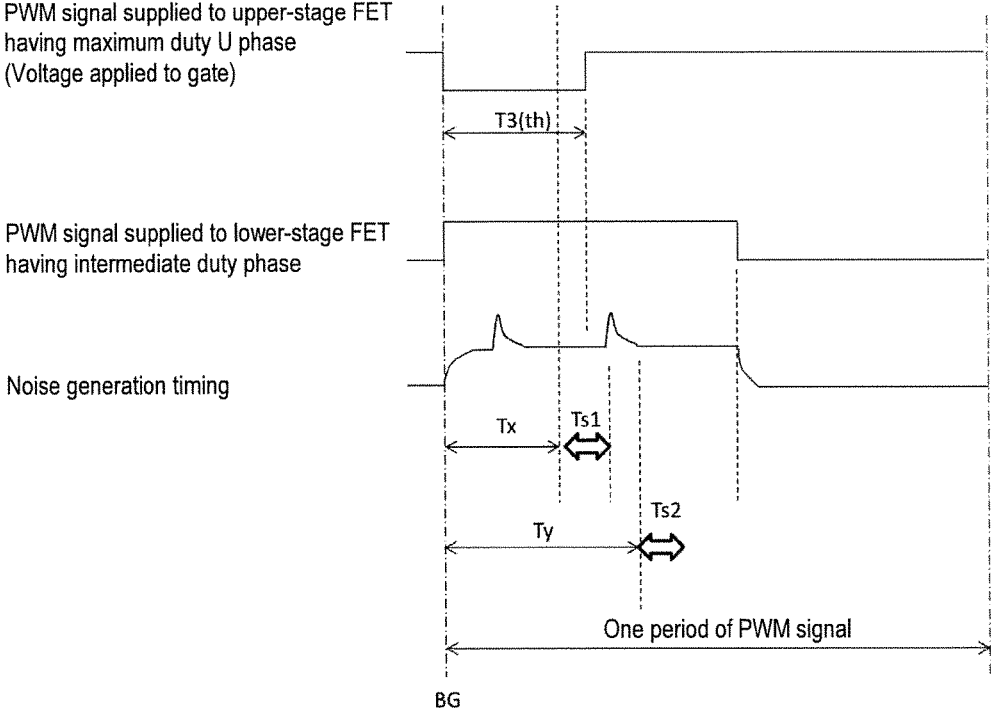 PWM signal supplied to upper-stage FET
having maximum duty U phase
(Voltage applied to gate)
T3(th)
PWM signal supplied to lower-stage FET
having intermediate duty phase
Noise generation timing
Tx
Ts1
Ts2
Ty
One period of PWM signal
BG